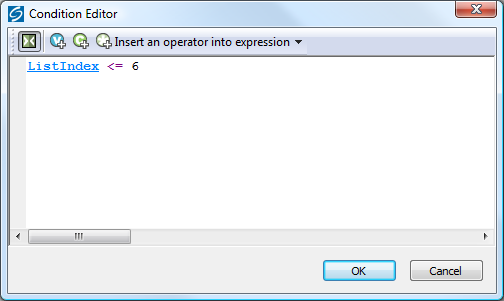 Condition Editor
Insert an operator into expression
ListIndex <= 6
OK Cancel